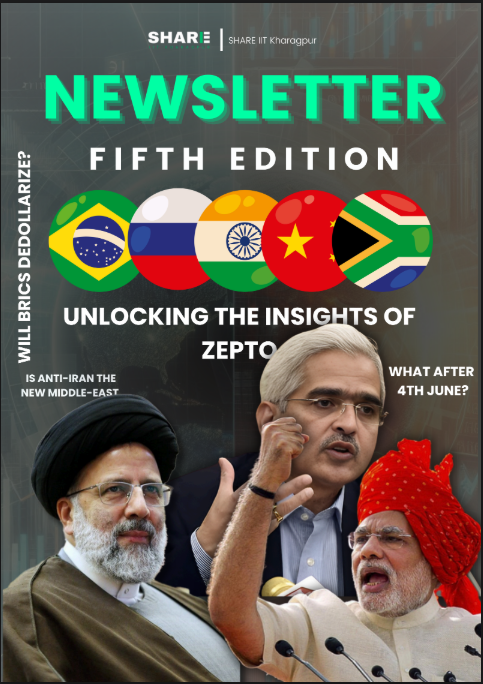 SHARE
SHARE IIT Kharagpur
NEWSLETTER
FIFTH EDITION
WILL BRICS DEDOLLARIZE?
UNLOCKING THE INSIGHTS OF
ZEPTO
IS ANTI-IRAN THE
NEW MIDDLE-EAST
WHAT AFTER
4TH JUNE?